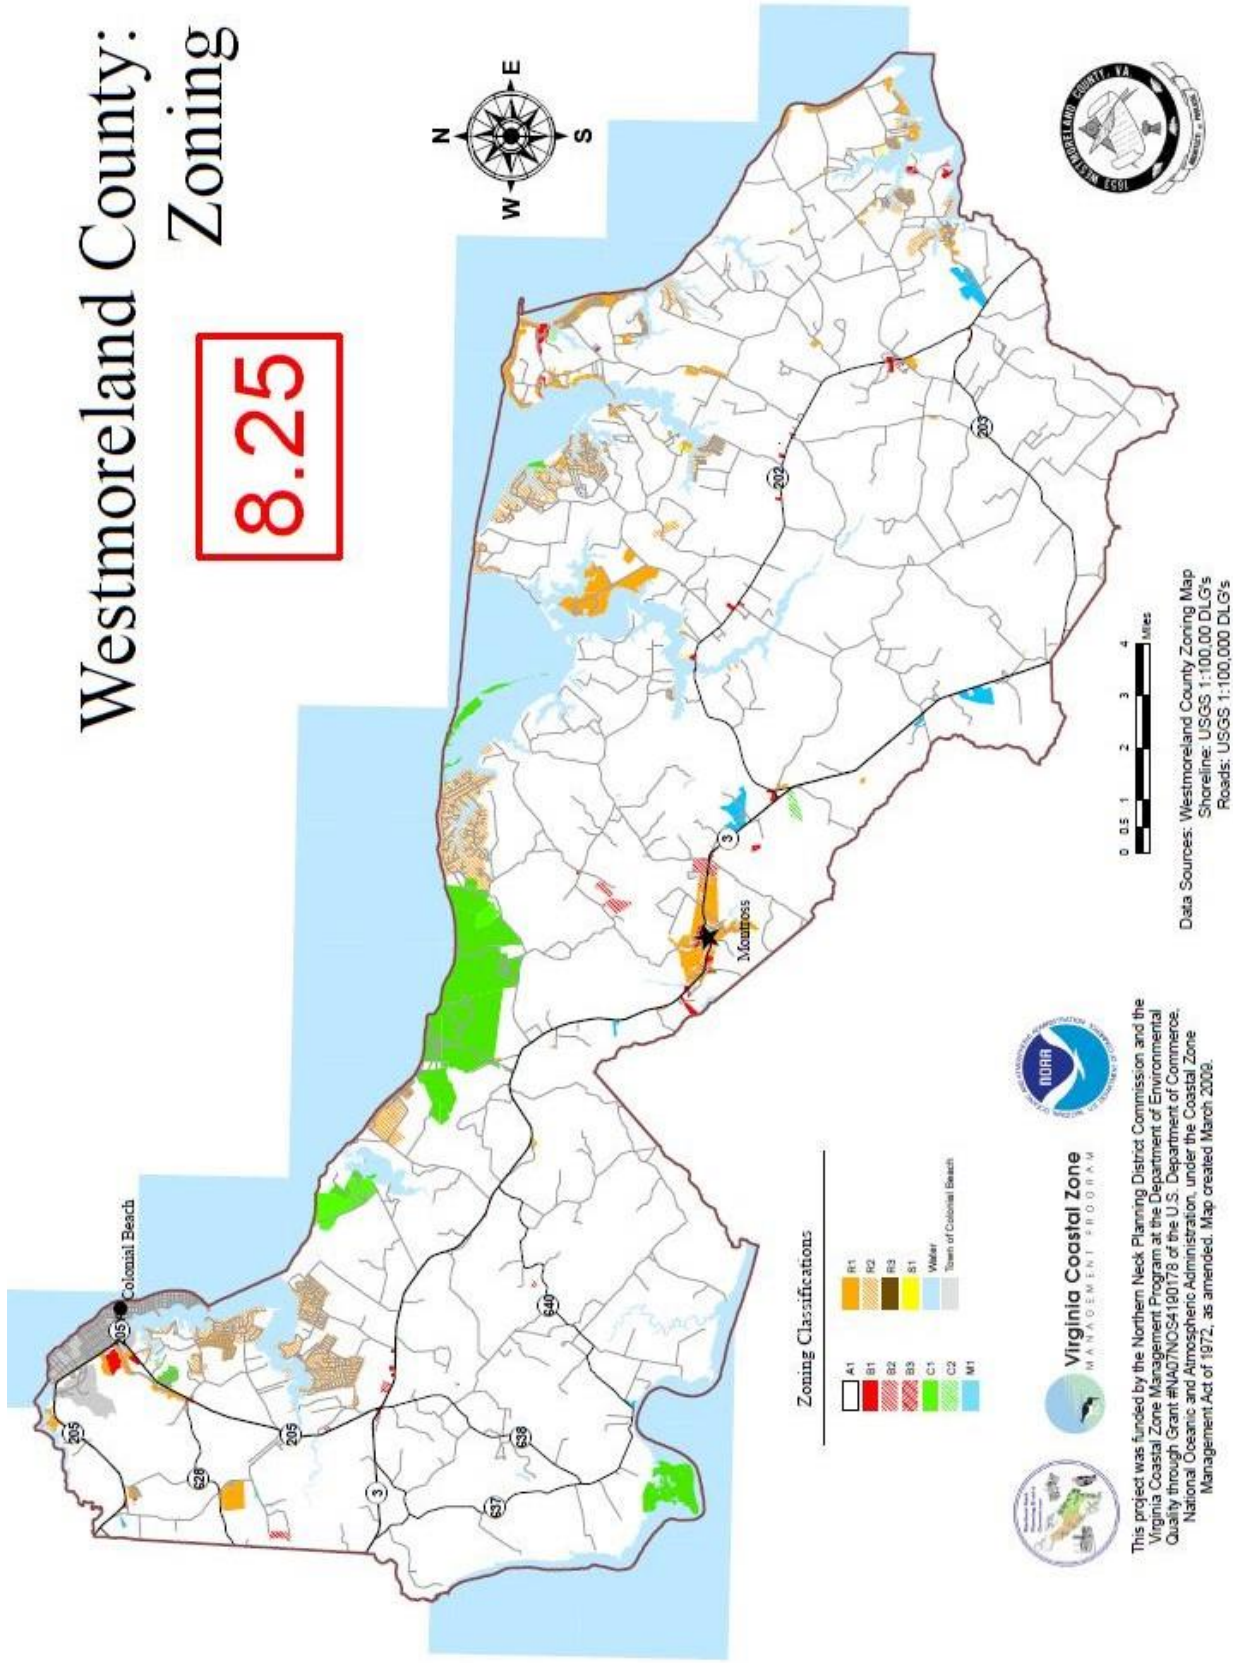 Westmoreland County:
Zoning
8.25
N
W
E
S
Colonial Beach
205
205
205
628
3
637
638
640
Montross
3
202
203
Zoning Classifications
A1
B1
B2
B3
C1
C2
M1
R1
R2
R3
S1
Water
Town of Colonial Beach
0 0.5 1 2 3 4
Miles
Data Sources: Westmoreland County Zoning Map
Shoreline: USGS 1:100,00 DLG's
Roads: USGS 1:100,000 DLG's
1653 WESTMORELAND COUNTY, VA.
NOAA
Virginia Coastal Zone
MANAGEMENT PROGRAM
This project was funded by the Northern Neck Planning District Commission and the
Virginia Coastal Zone Management Program at the Department of Environmental
Quality through Grant #NA07NOS4190178 of the U.S. Department of Commerce,
National Oceanic and Atmospheric Administration, under the Coastal Zone
Management Act of 1972, as amended. Map created March 2009.